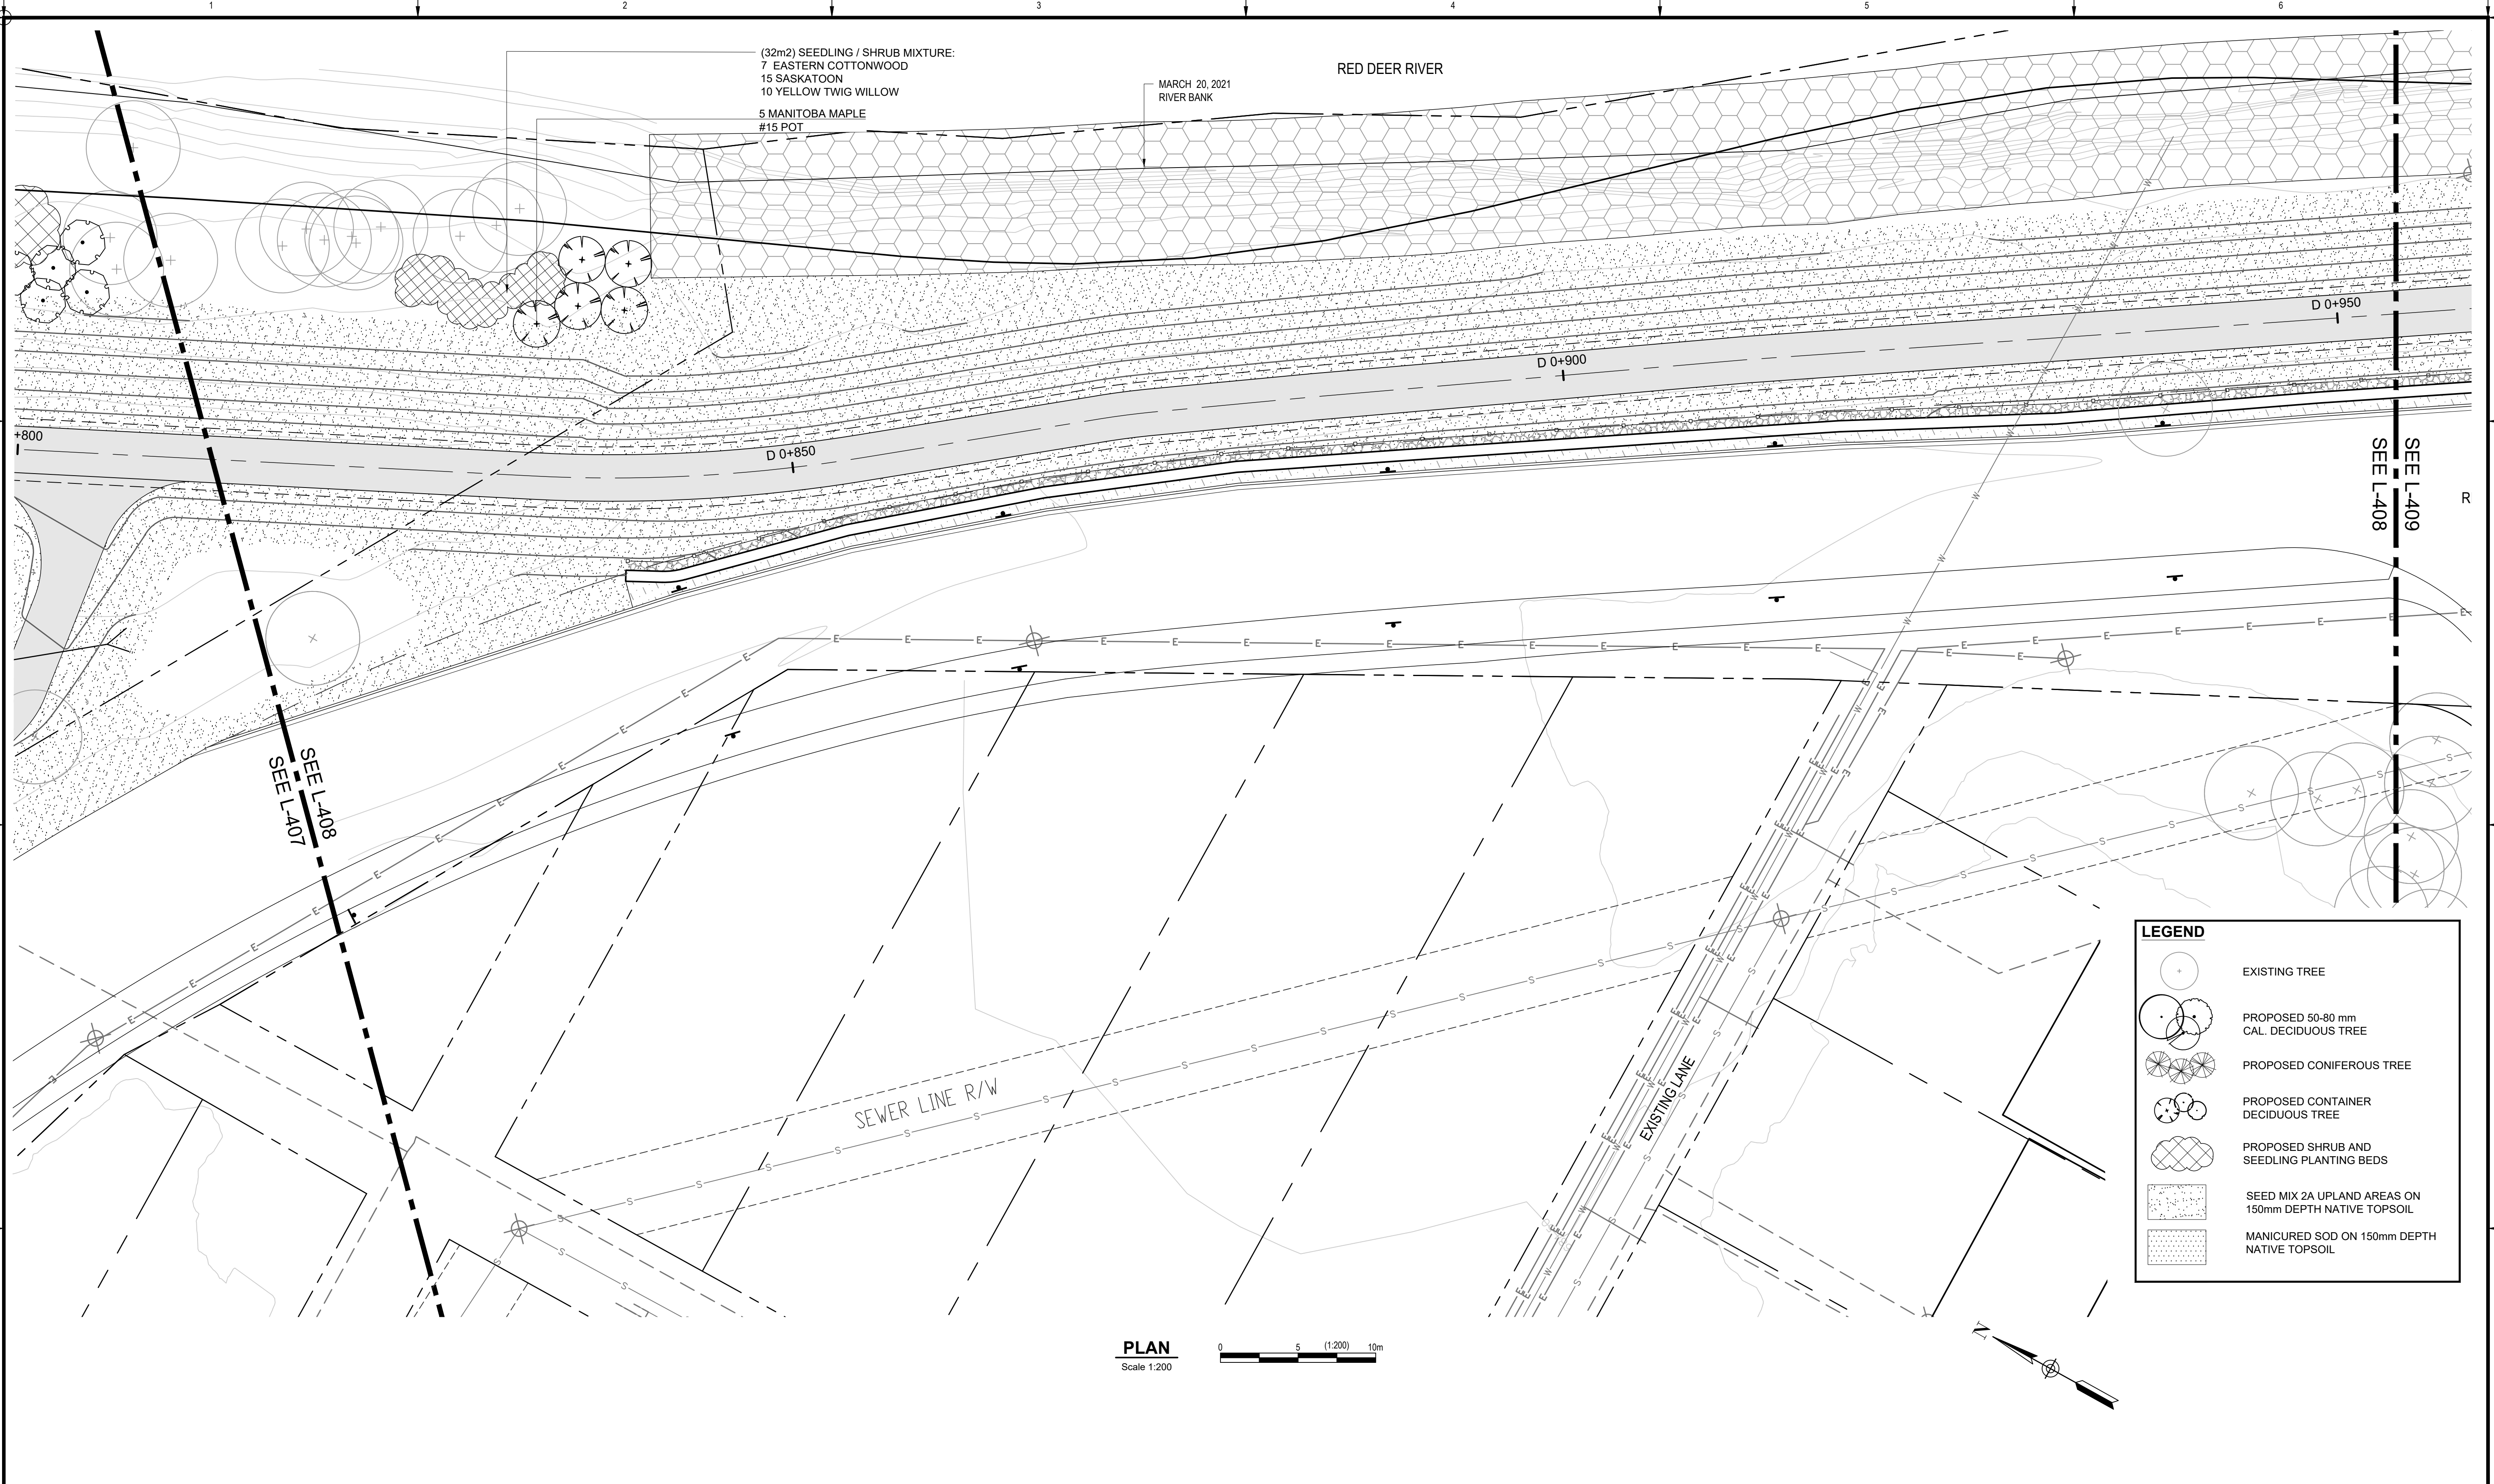 1
2
3
4
5
6
(32m2) SEEDLING / SHRUB MIXTURE:
7 EASTERN COTTONWOOD
15 SASKATOON
10 YELLOW TWIG WILLOW
5 MANITOBA MAPLE
#15 POT
MARCH 20, 2021
RIVER BANK
RED DEER RIVER
D 0+950
D 0+900
D 0+850
+800
SEE L-409
SEE L-408
R
SEE L-408
SEE L-407
SEWER LINE R/W
EXISTING LANE
LEGEND
EXISTING TREE
PROPOSED 50-80 mm
CAL. DECIDUOUS TREE
PROPOSED CONIFEROUS TREE
PROPOSED CONTAINER
DECIDUOUS TREE
PROPOSED SHRUB AND
SEEDLING PLANTING BEDS
SEED MIX 2A UPLAND AREAS ON
150mm DEPTH NATIVE TOPSOIL
MANICURED SOD ON 150mm DEPTH
NATIVE TOPSOIL
PLAN
Scale 1:200
0 5 (1:200) 10m
N